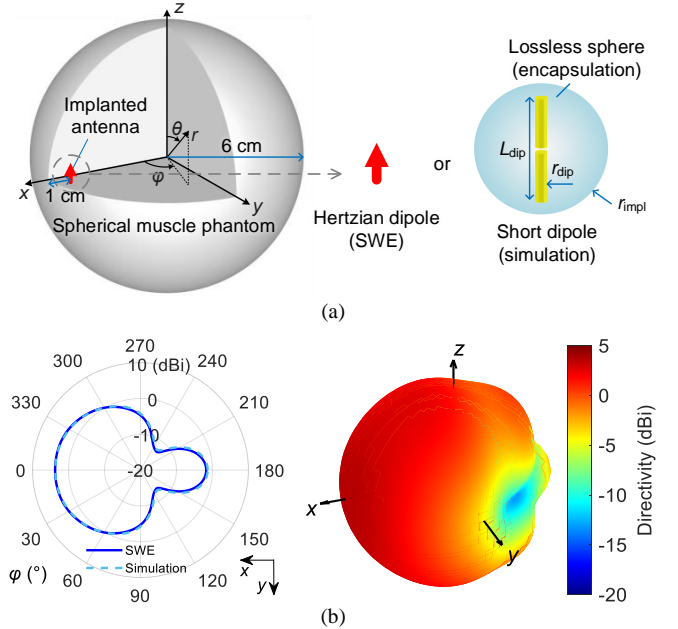 z
Implanted
antenna
θ
r
6 cm
φ
x
1 cm
y
Spherical muscle phantom
Hertzian dipole
(SWE)
or
Lossless sphere
(encapsulation)
L_dip
r_dip
r_impl
Short dipole
(simulation)
(a)
270
300
10 (dBi)
240
330
0
210
-10
0
-20
180
30
150
SWE
Simulation
φ (°)
60
90
120
x
y
z
x
y
5
0
-5
-10
-15
-20
Directivity (dBi)
(b)